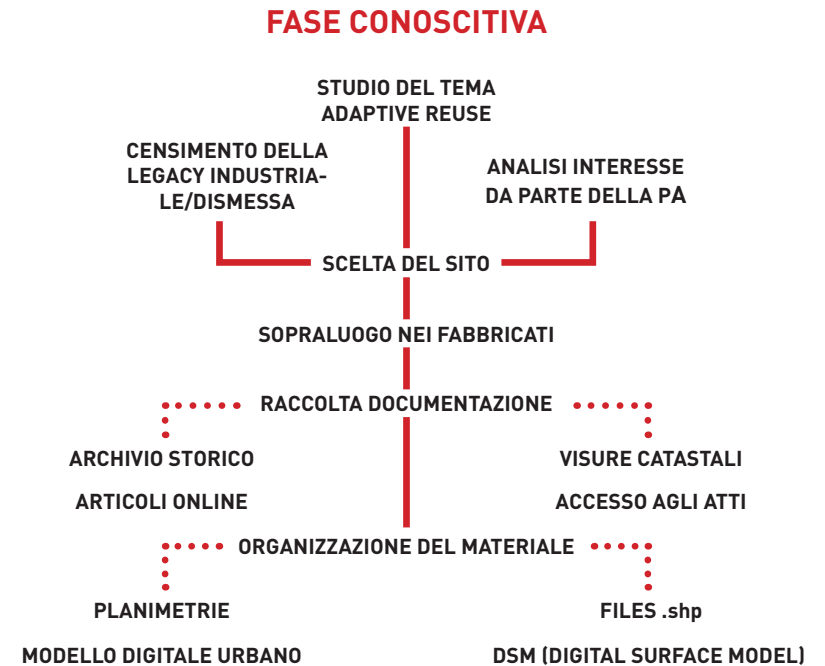 FASE CONOSCITIVA
STUDIO DEL TEMA
ADAPTIVE REUSE
CENSIMENTO DELLA
LEGACY INDUSTRIA-
LE/DISMESSA
ANALISI INTERESSE
DA PARTE DELLA PA
SCELTA DEL SITO
SOPRALUOGO NEI FABBRICATI
RACCOLTA DOCUMENTAZIONE
ARCHIVIO STORICO
VISURE CATASTALI
ARTICOLI ONLINE
ACCESSO AGLI ATTI
ORGANIZZAZIONE DEL MATERIALE
PLANIMETRIE
FILES .shp
MODELLO DIGITALE URBANO
DSM (DIGITAL SURFACE MODEL)